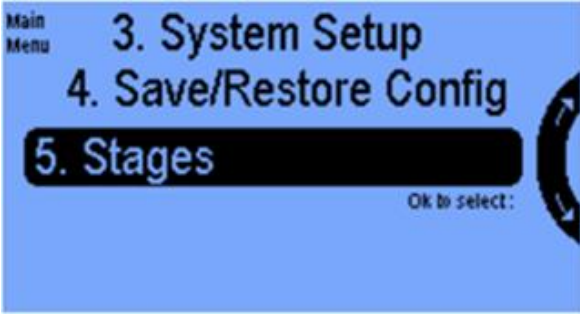 Main
Menu
3. System Setup
4. Save/Restore Config
5. Stages
Ok to select: